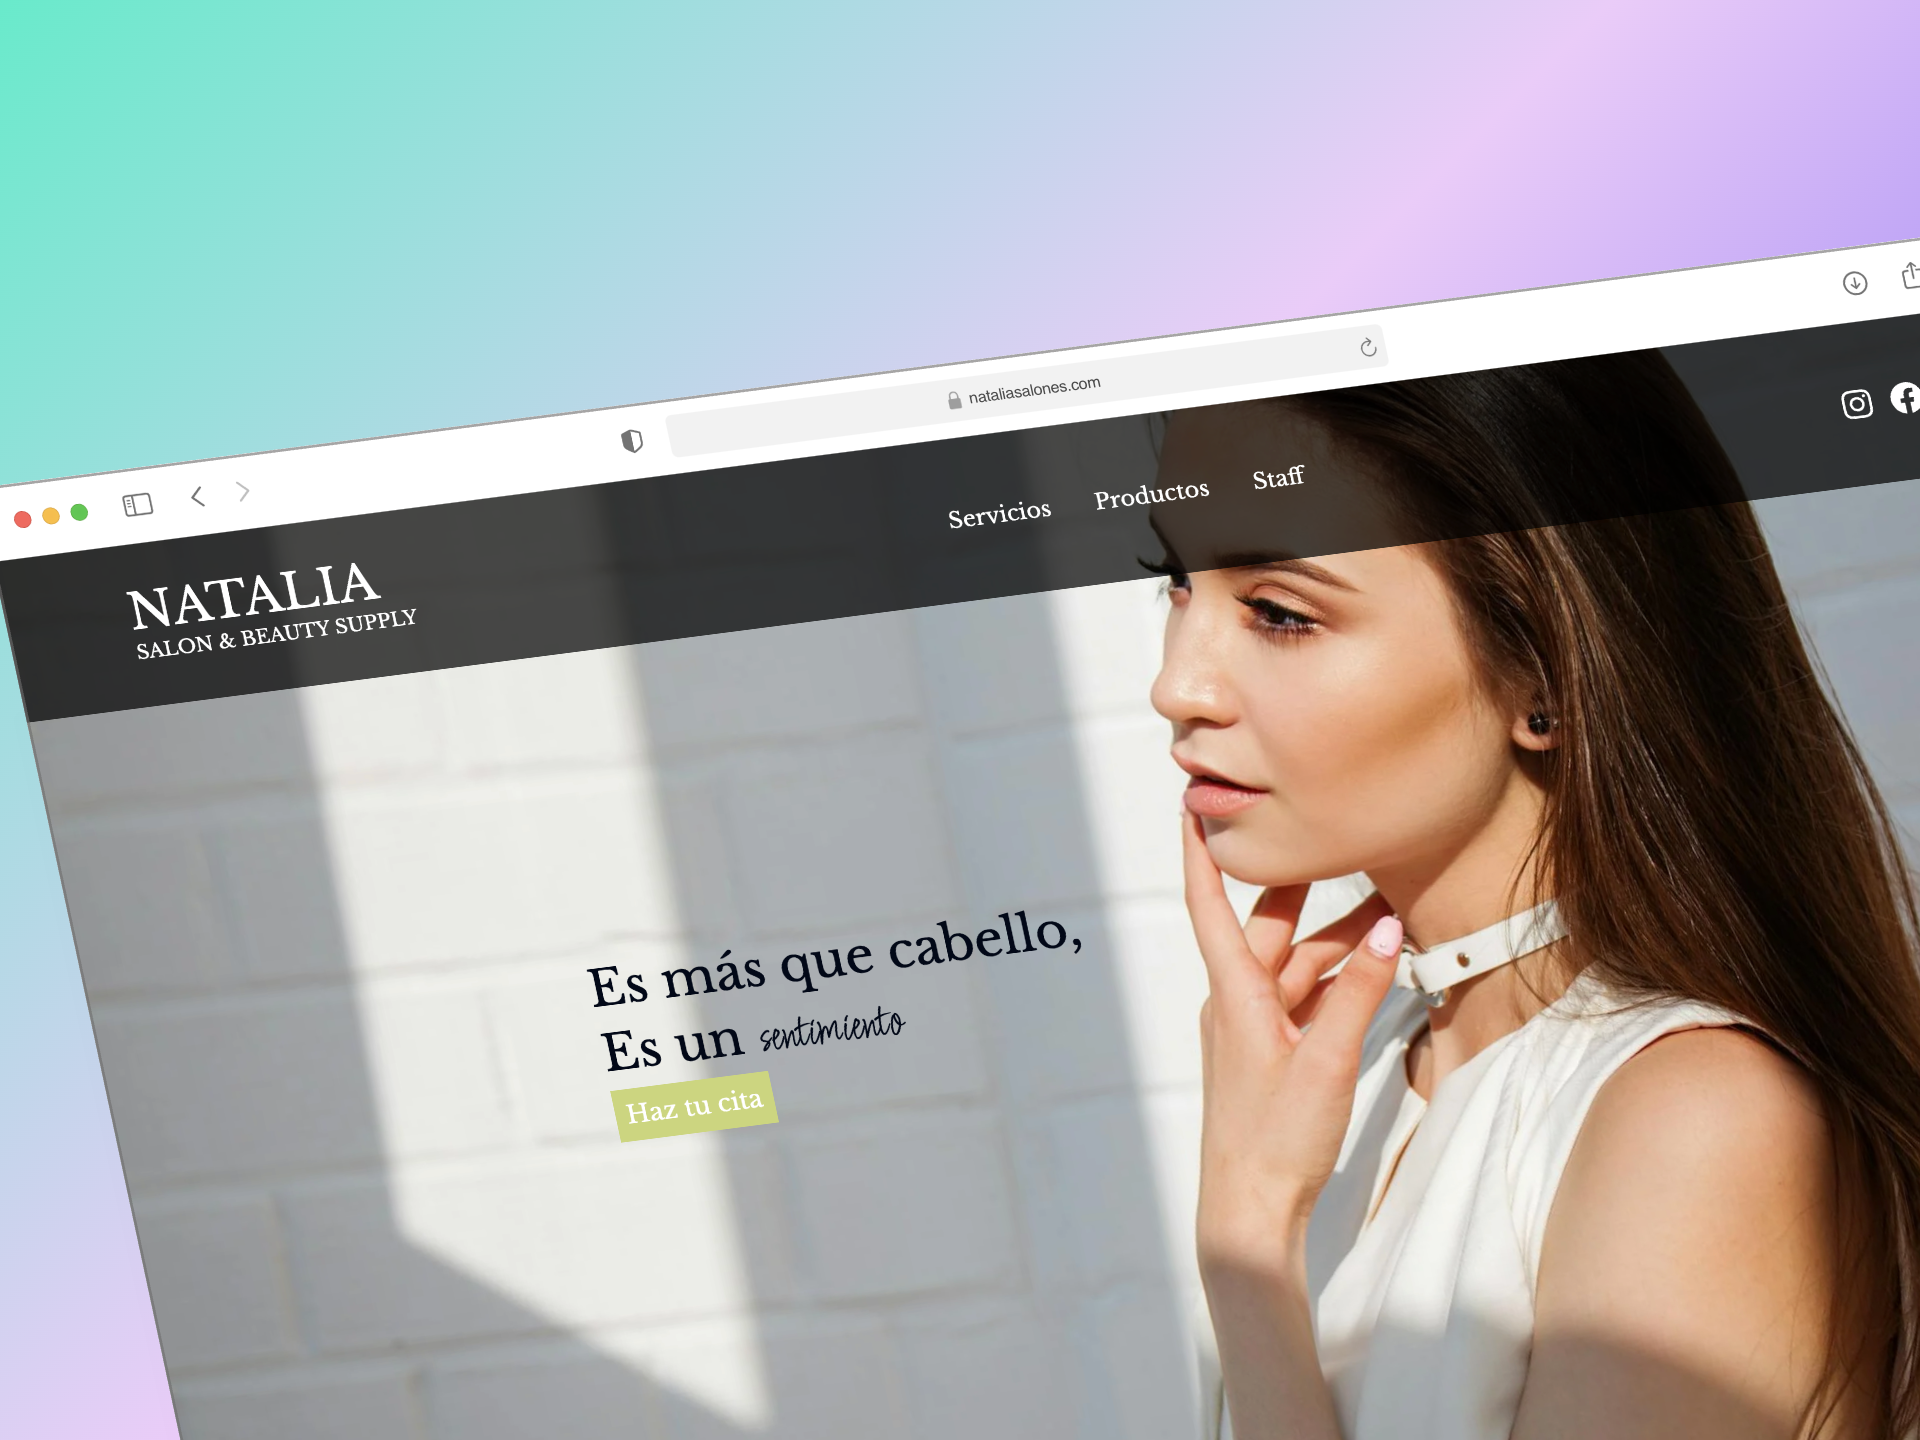 nataliasalones.com
NATALIA
SALON & BEAUTY SUPPLY
Servicios
Productos
Staff
Es más que cabello,
Es un sentimiento
Haz tu cita